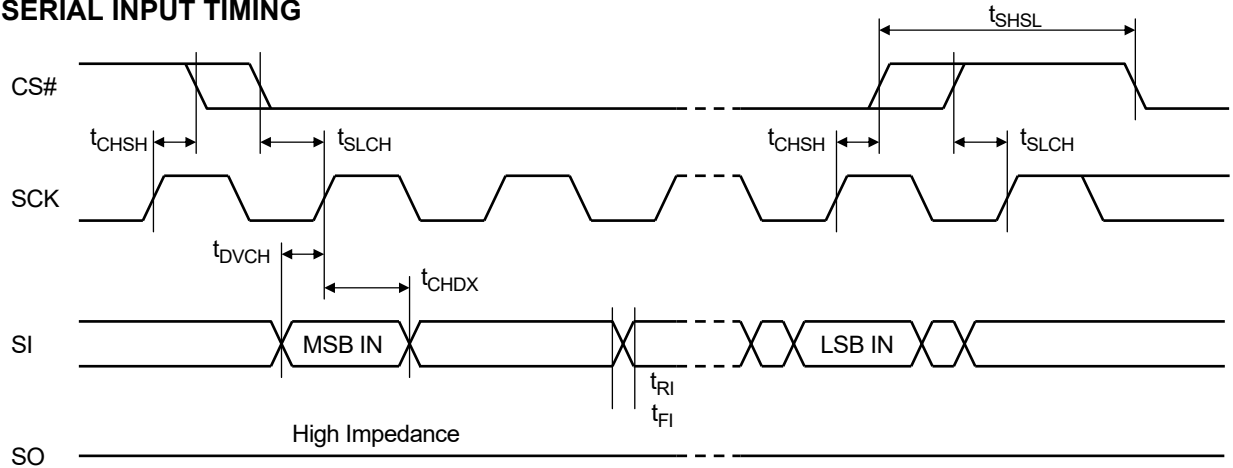 SERIAL INPUT TIMING
tSHSL
CS#
tCHSH
tSLCH
tCHSH
tSLCH
SCK
tDVCH
tCHDX
SI
MSB IN
LSB IN
tRI
tFI
High Impedance
SO